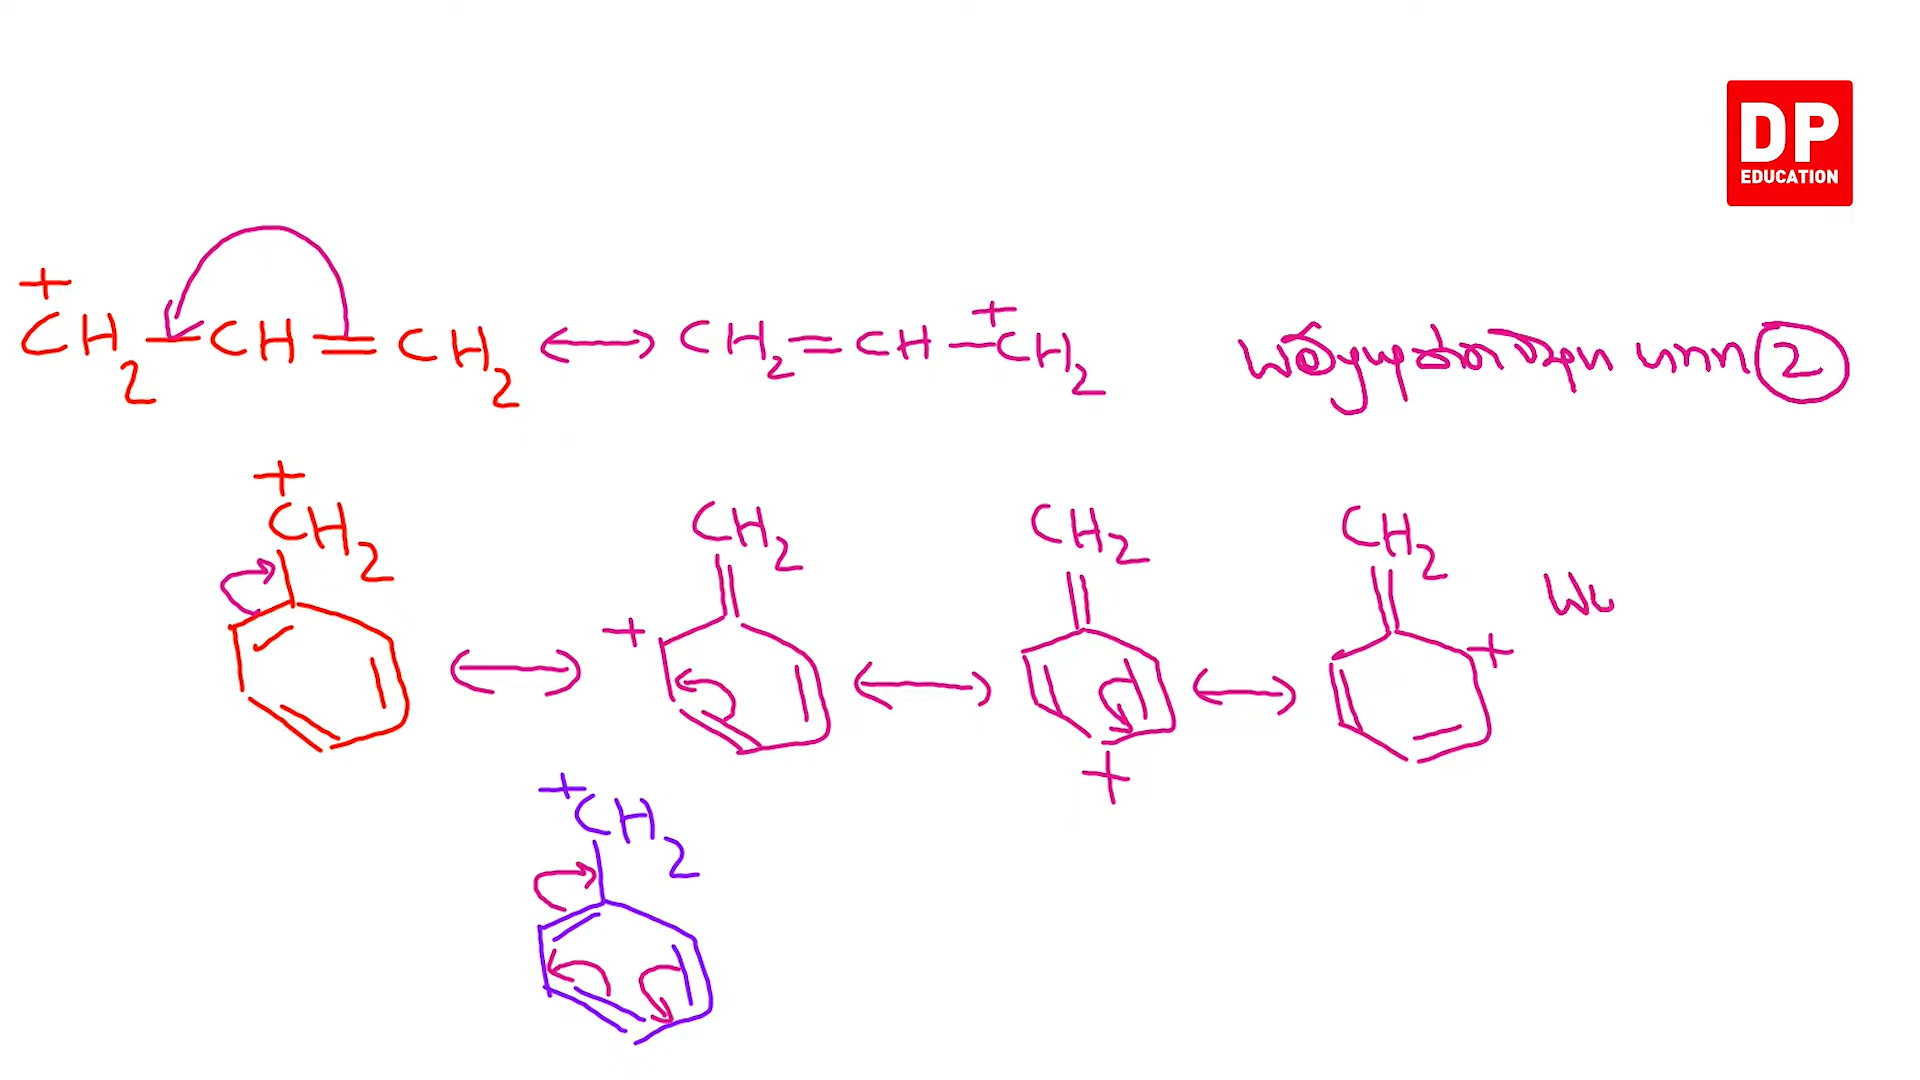 DP
EDUCATION
+
CH2 – CH = CH2 ↔ CH2 = CH – +CH2 ②
+
CH2 CH2 CH2 CH2
+ ↔ ↔ ↔ +
+
+CH2